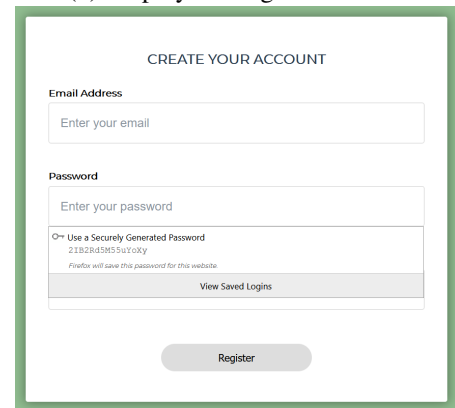 CREATE YOUR ACCOUNT
Email Address
Enter your email
Password
Enter your password
Use a Securely Generated Password
2IB2Rd5M55uYoXy
Firefox will save this password for this website.
View Saved Logins
Register